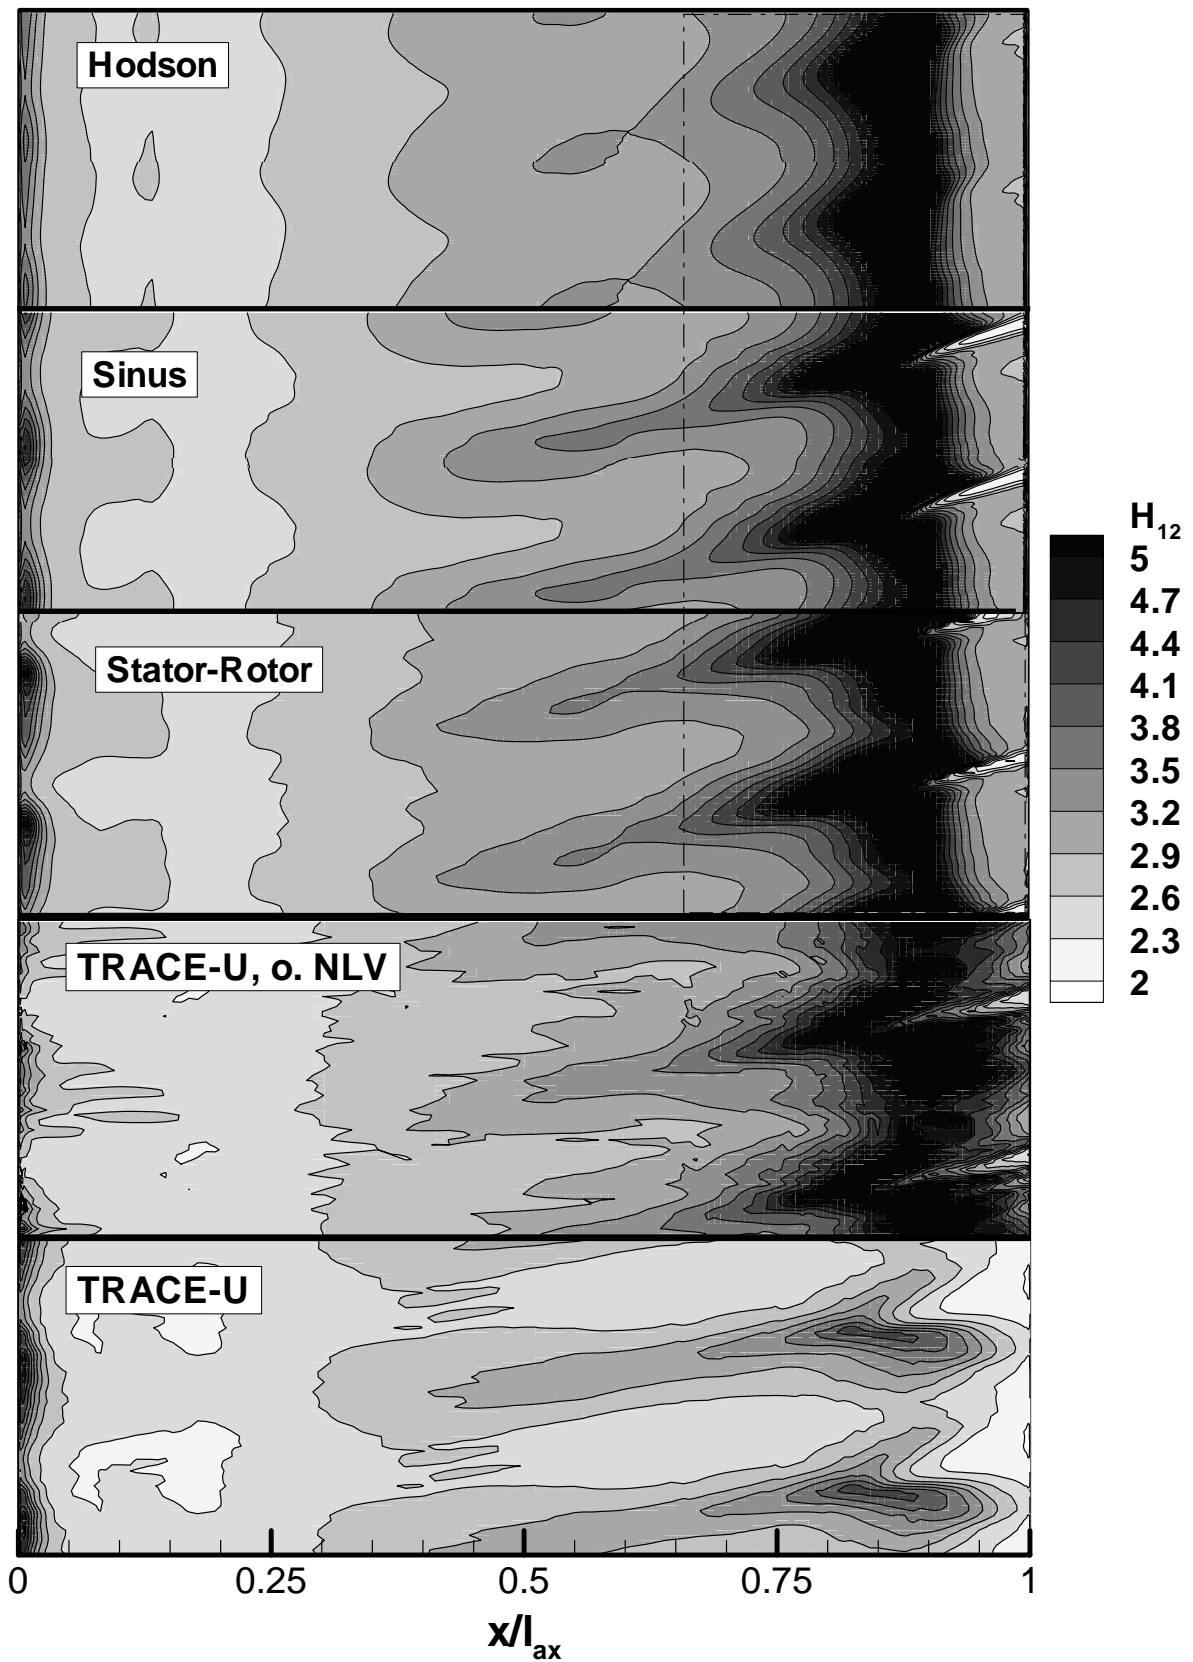 Hodson
Sinus
Stator-Rotor
TRACE-U, o. NLV
TRACE-U
H12
5
4.7
4.4
4.1
3.8
3.5
3.2
2.9
2.6
2.3
2
0 0.25 0.5 0.75 1
x/lax